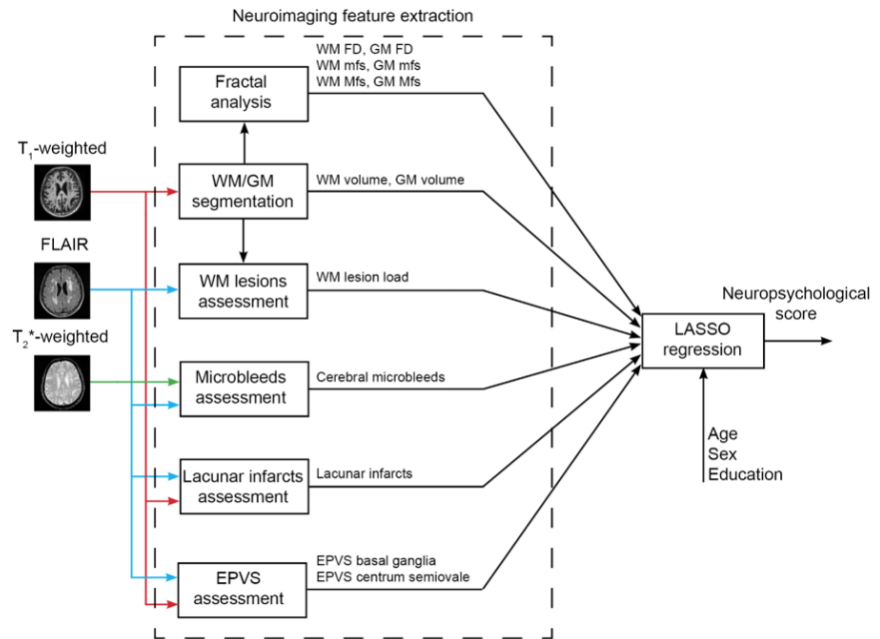 Neuroimaging feature extraction
WM FD, GM FD
WM mfs, GM mfs
WM Mfs, GM Mfs
Fractal
analysis
T1-weighted
WM/GM
segmentation
WM volume, GM volume
FLAIR
WM lesions
assessment
WM lesion load
Neuropsychological
score
LASSO
regression
T2*-weighted
Microbleeds
assessment
Cerebral microbleeds
Age
Sex
Education
Lacunar infarcts
assessment
Lacunar infarcts
EPVS
assessment
EPVS basal ganglia
EPVS centrum semiovale